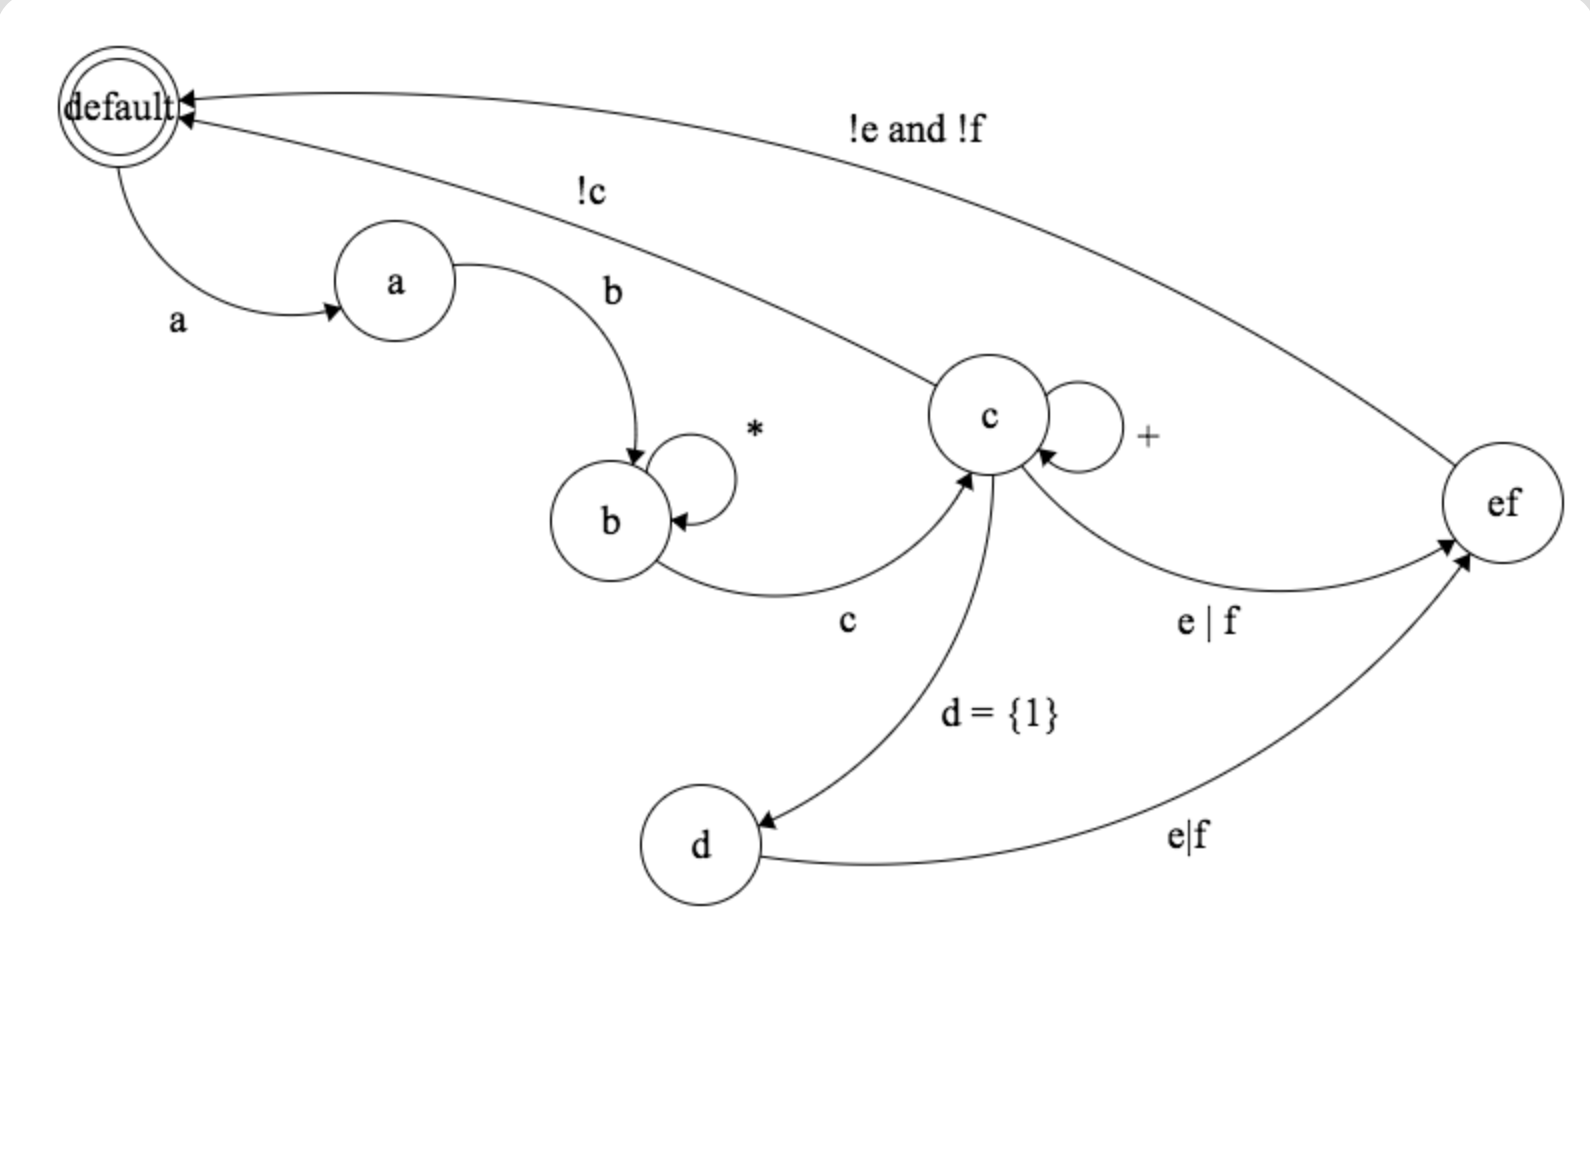 default
!e and !f
!c
a
b
a
*
c
+
b
ef
c
e | f
d = {1}
e|f
d